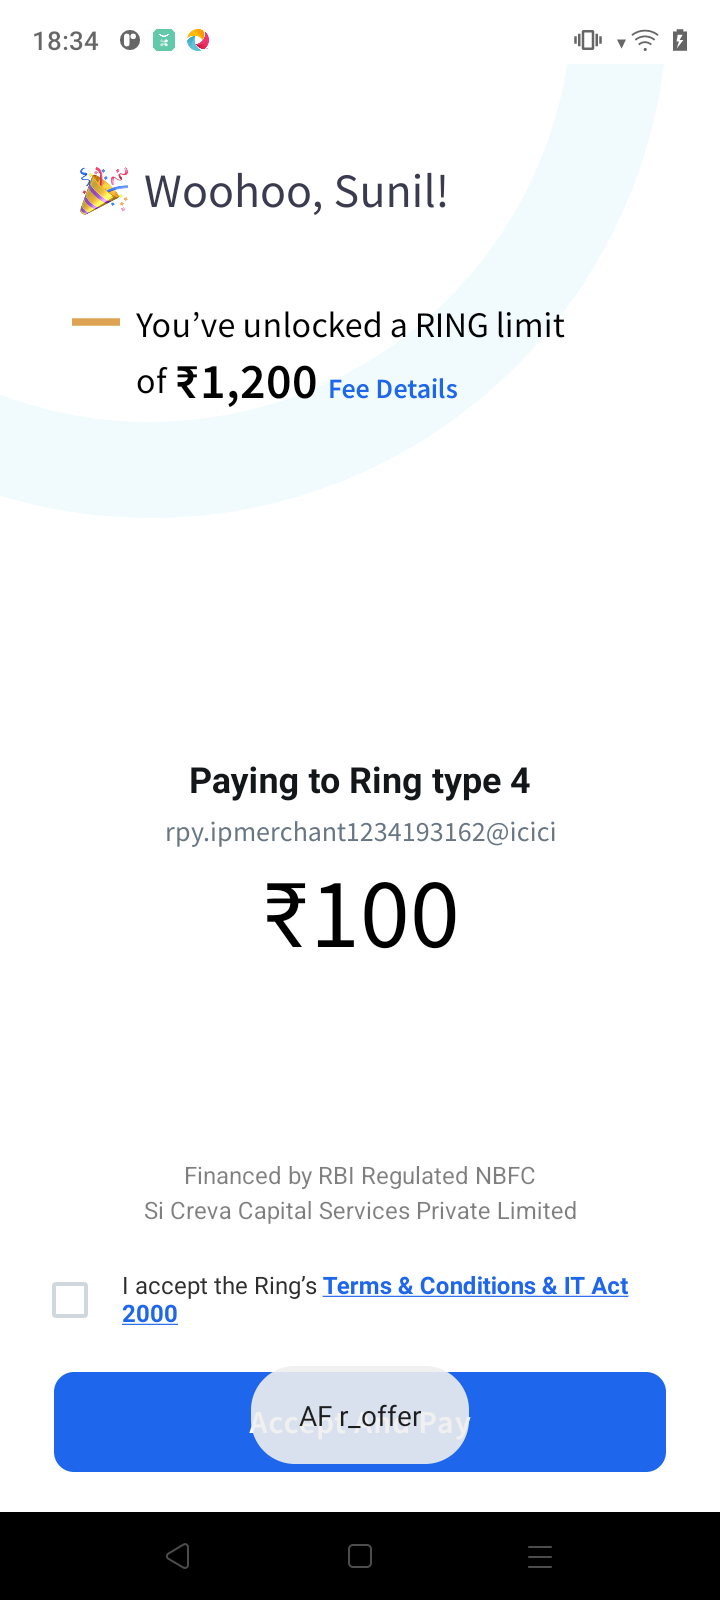 18:34
Woohoo, Sunil!
You’ve unlocked a RING limit
of ₹1,200 Fee Details
Paying to Ring type 4
rpy.ipmerchant1234193162@icici
₹100
Financed by RBI Regulated NBFC
Si Creva Capital Services Private Limited
I accept the Ring’s Terms & Conditions & IT Act
2000
Accept And Pay
AF r_offer